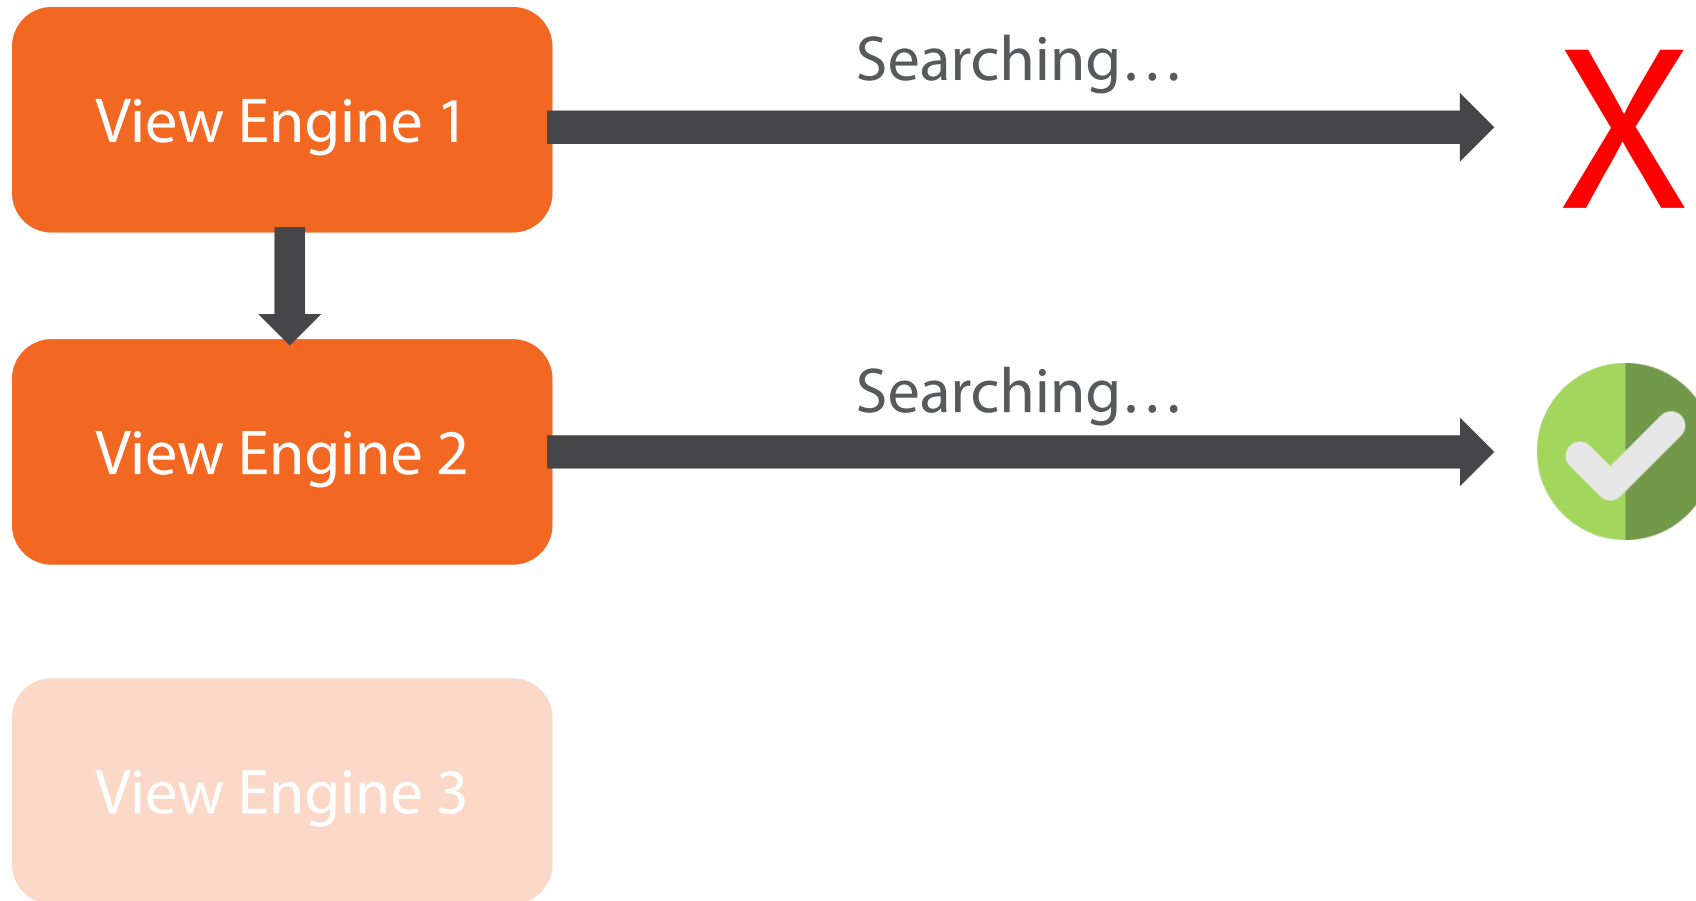 View Engine 1
Searching…
X
View Engine 2
Searching…
View Engine 3